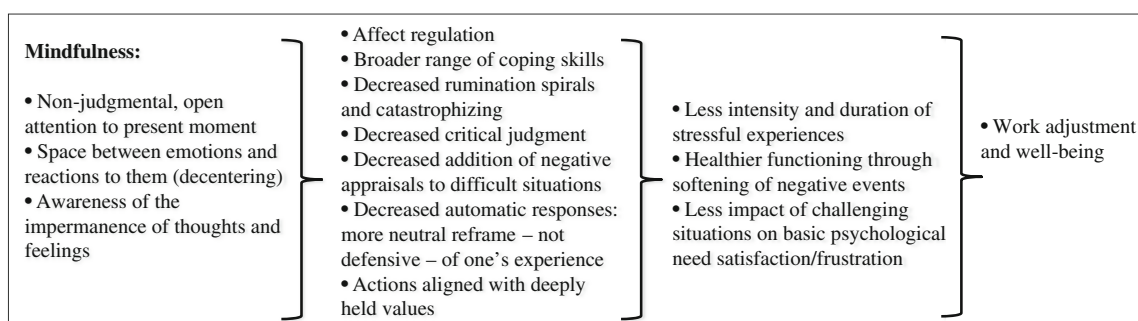 Mindfulness:
• Non-judgmental, open
attention to present moment
• Space between emotions and
reactions to them (decentering)
• Awareness of the
impermanence of thoughts and
feelings
• Affect regulation
• Broader range of coping skills
• Decreased rumination spirals
and catastrophizing
• Decreased critical judgment
• Decreased addition of negative
appraisals to difficult situations
• Decreased automatic responses:
more neutral reframe – not
defensive – of one’s experience
• Actions aligned with deeply
held values
• Less intensity and duration of
stressful experiences
• Healthier functioning through
softening of negative events
• Less impact of challenging
situations on basic psychological
need satisfaction/frustration
• Work adjustment
and well-being